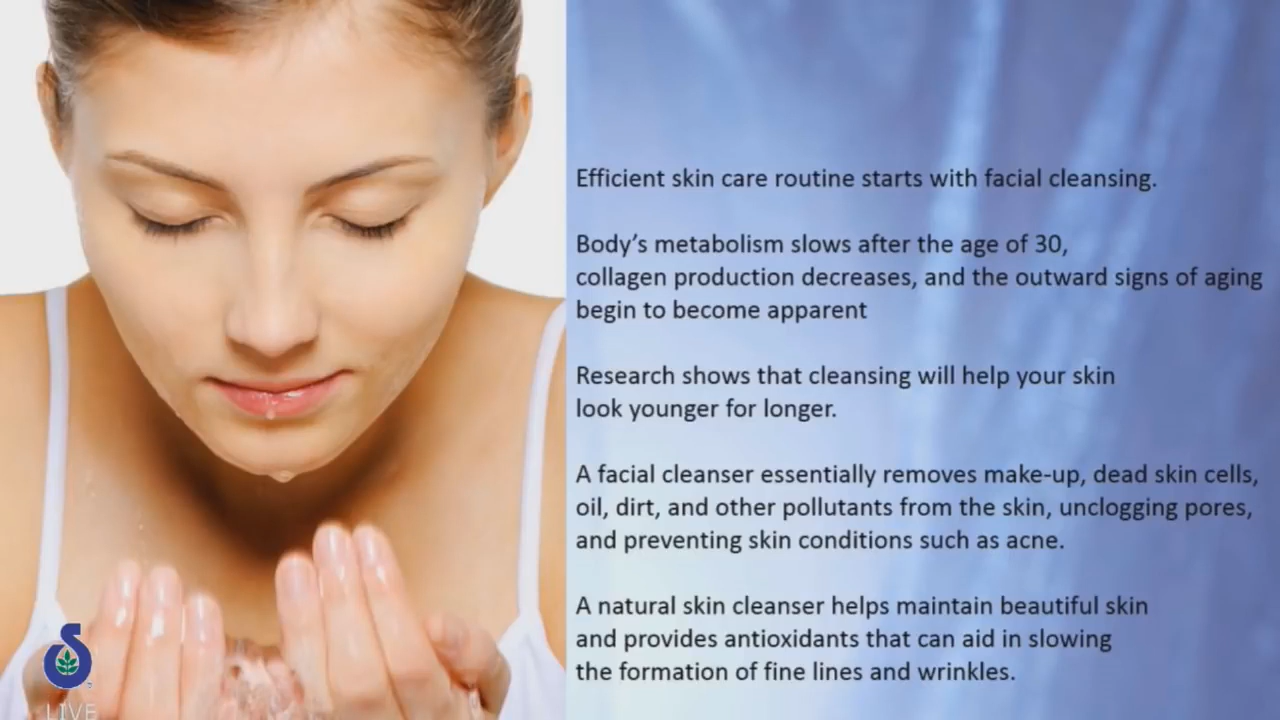 Efficient skin care routine starts with facial cleansing.
Body's metabolism slows after the age of 30,
collagen production decreases, and the outward signs of aging
begin to become apparent
Research shows that cleansing will help your skin
look younger for longer.
A facial cleanser essentially removes make-up, dead skin cells,
oil, dirt, and other pollutants from the skin, unclogging pores,
and preventing skin conditions such as acne.
A natural skin cleanser helps maintain beautiful skin
and provides antioxidants that can aid in slowing
the formation of fine lines and wrinkles.
LIVE